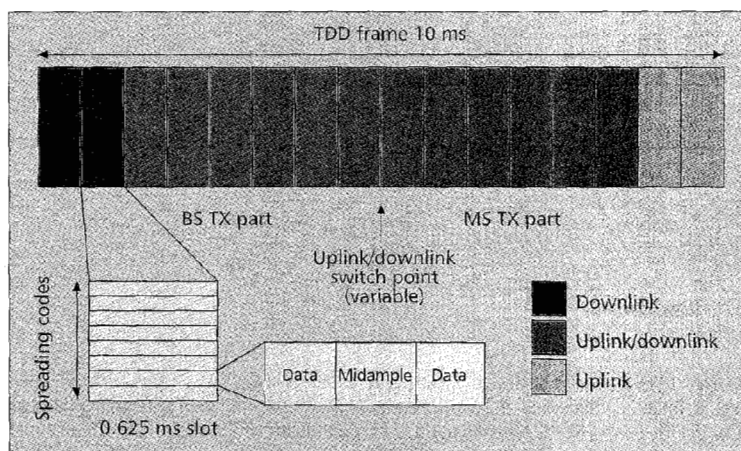 TDD frame 10 ms
BS TX part
MS TX part
Uplink/downlink
switch point
(variable)
Spreading codes
Data
Midample
Data
0.625 ms slot
Downlink
Uplink/downlink
Uplink